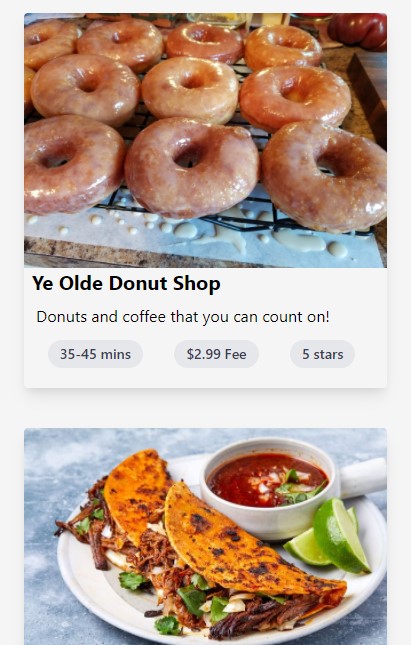 Ye Olde Donut Shop
Donuts and coffee that you can count on!
35-45 mins $2.99 Fee 5 stars